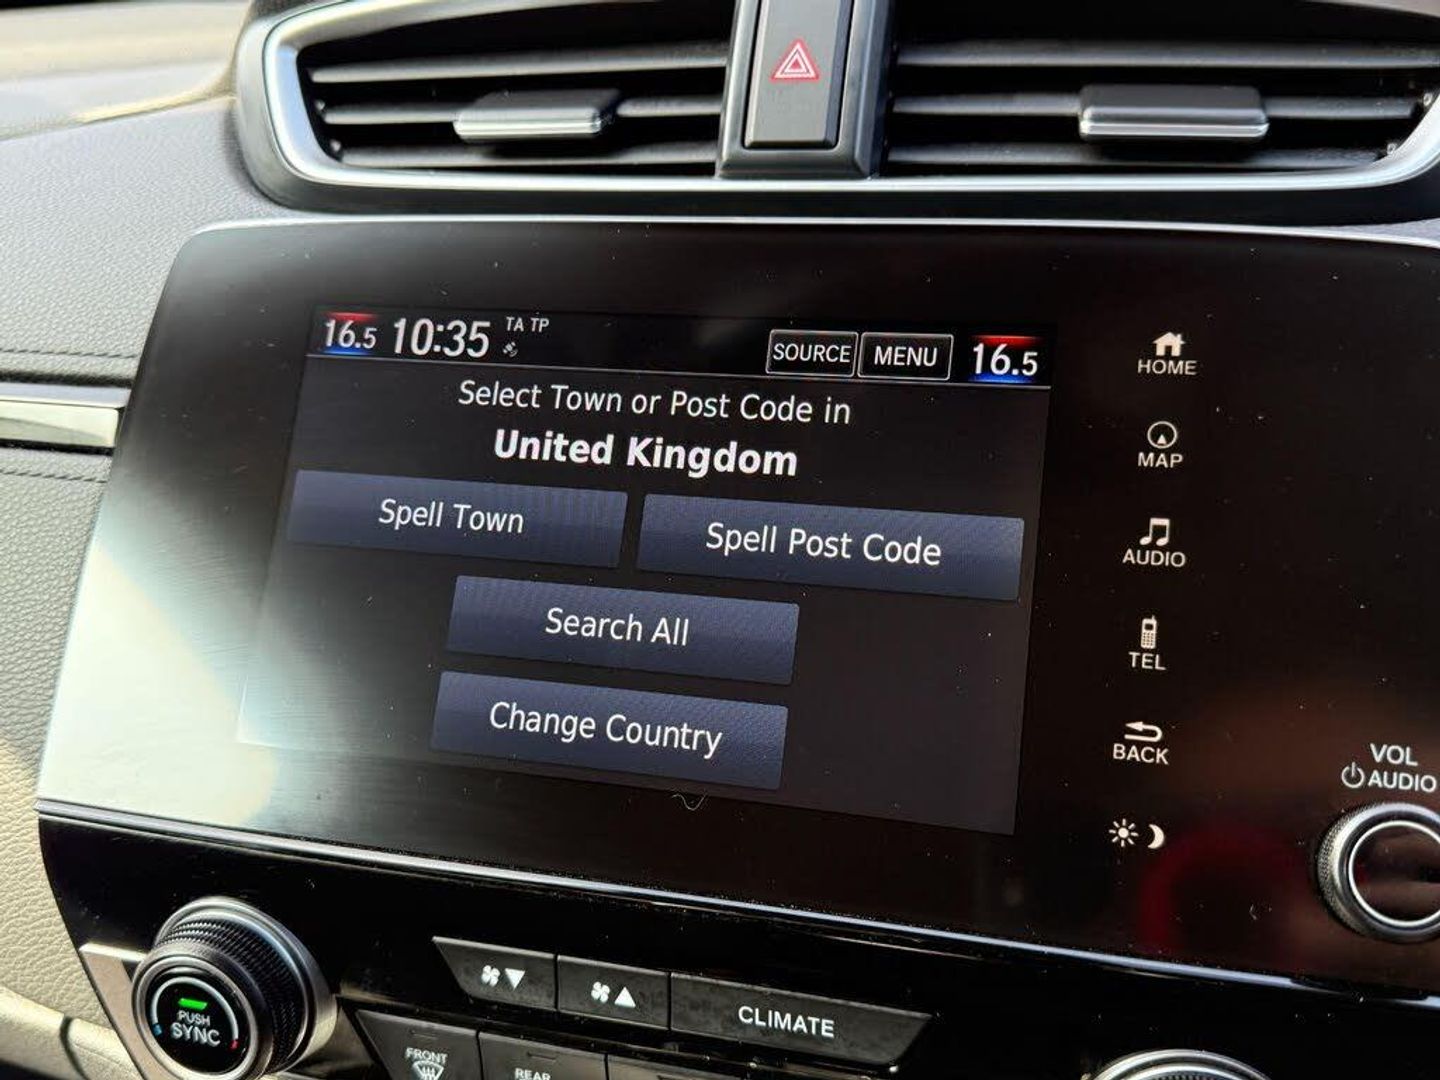 16.5 10:35 TA TP SOURCE MENU 16.5
Select Town or Post Code in
United Kingdom
Spell Town Spell Post Code
Search All
Change Country
HOME
MAP
AUDIO
TEL
BACK
VOL
AUDIO
PUSH
SYNC
CLIMATE
FRONT
REAR